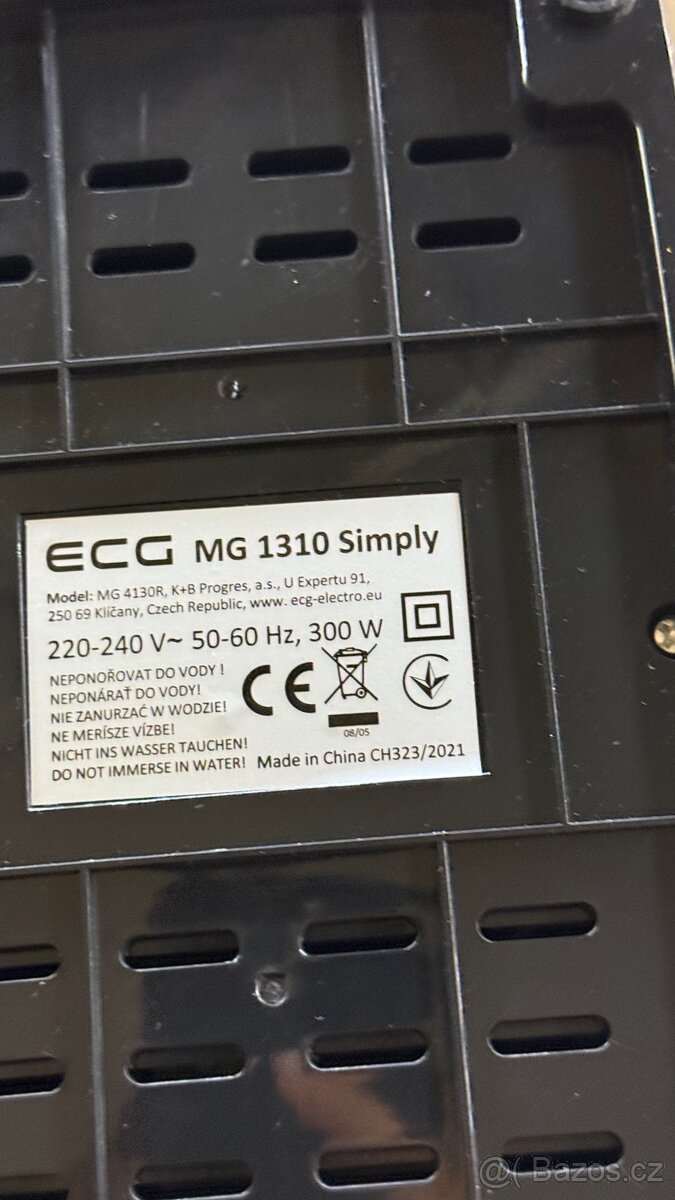 ECG MG 1310 Simply
Model: MG 4130R, K+B Progres, a.s., U Expertu 91,
250 69 Klíčany, Czech Republic, www. ecg-electro.eu
220-240 V~ 50-60 Hz, 300 W
NEPONOŘOVAT DO VODY !
NEPONÁRAŤ DO VODY!
NIE ZANURZAĆ W WODZIE!
NE MERÍSZE VÍZBE!
NICHT INS WASSER TAUCHEN!
DO NOT IMMERSE IN WATER!
CE
08/05
Made in China CH323/2021
@( Bazos.cz